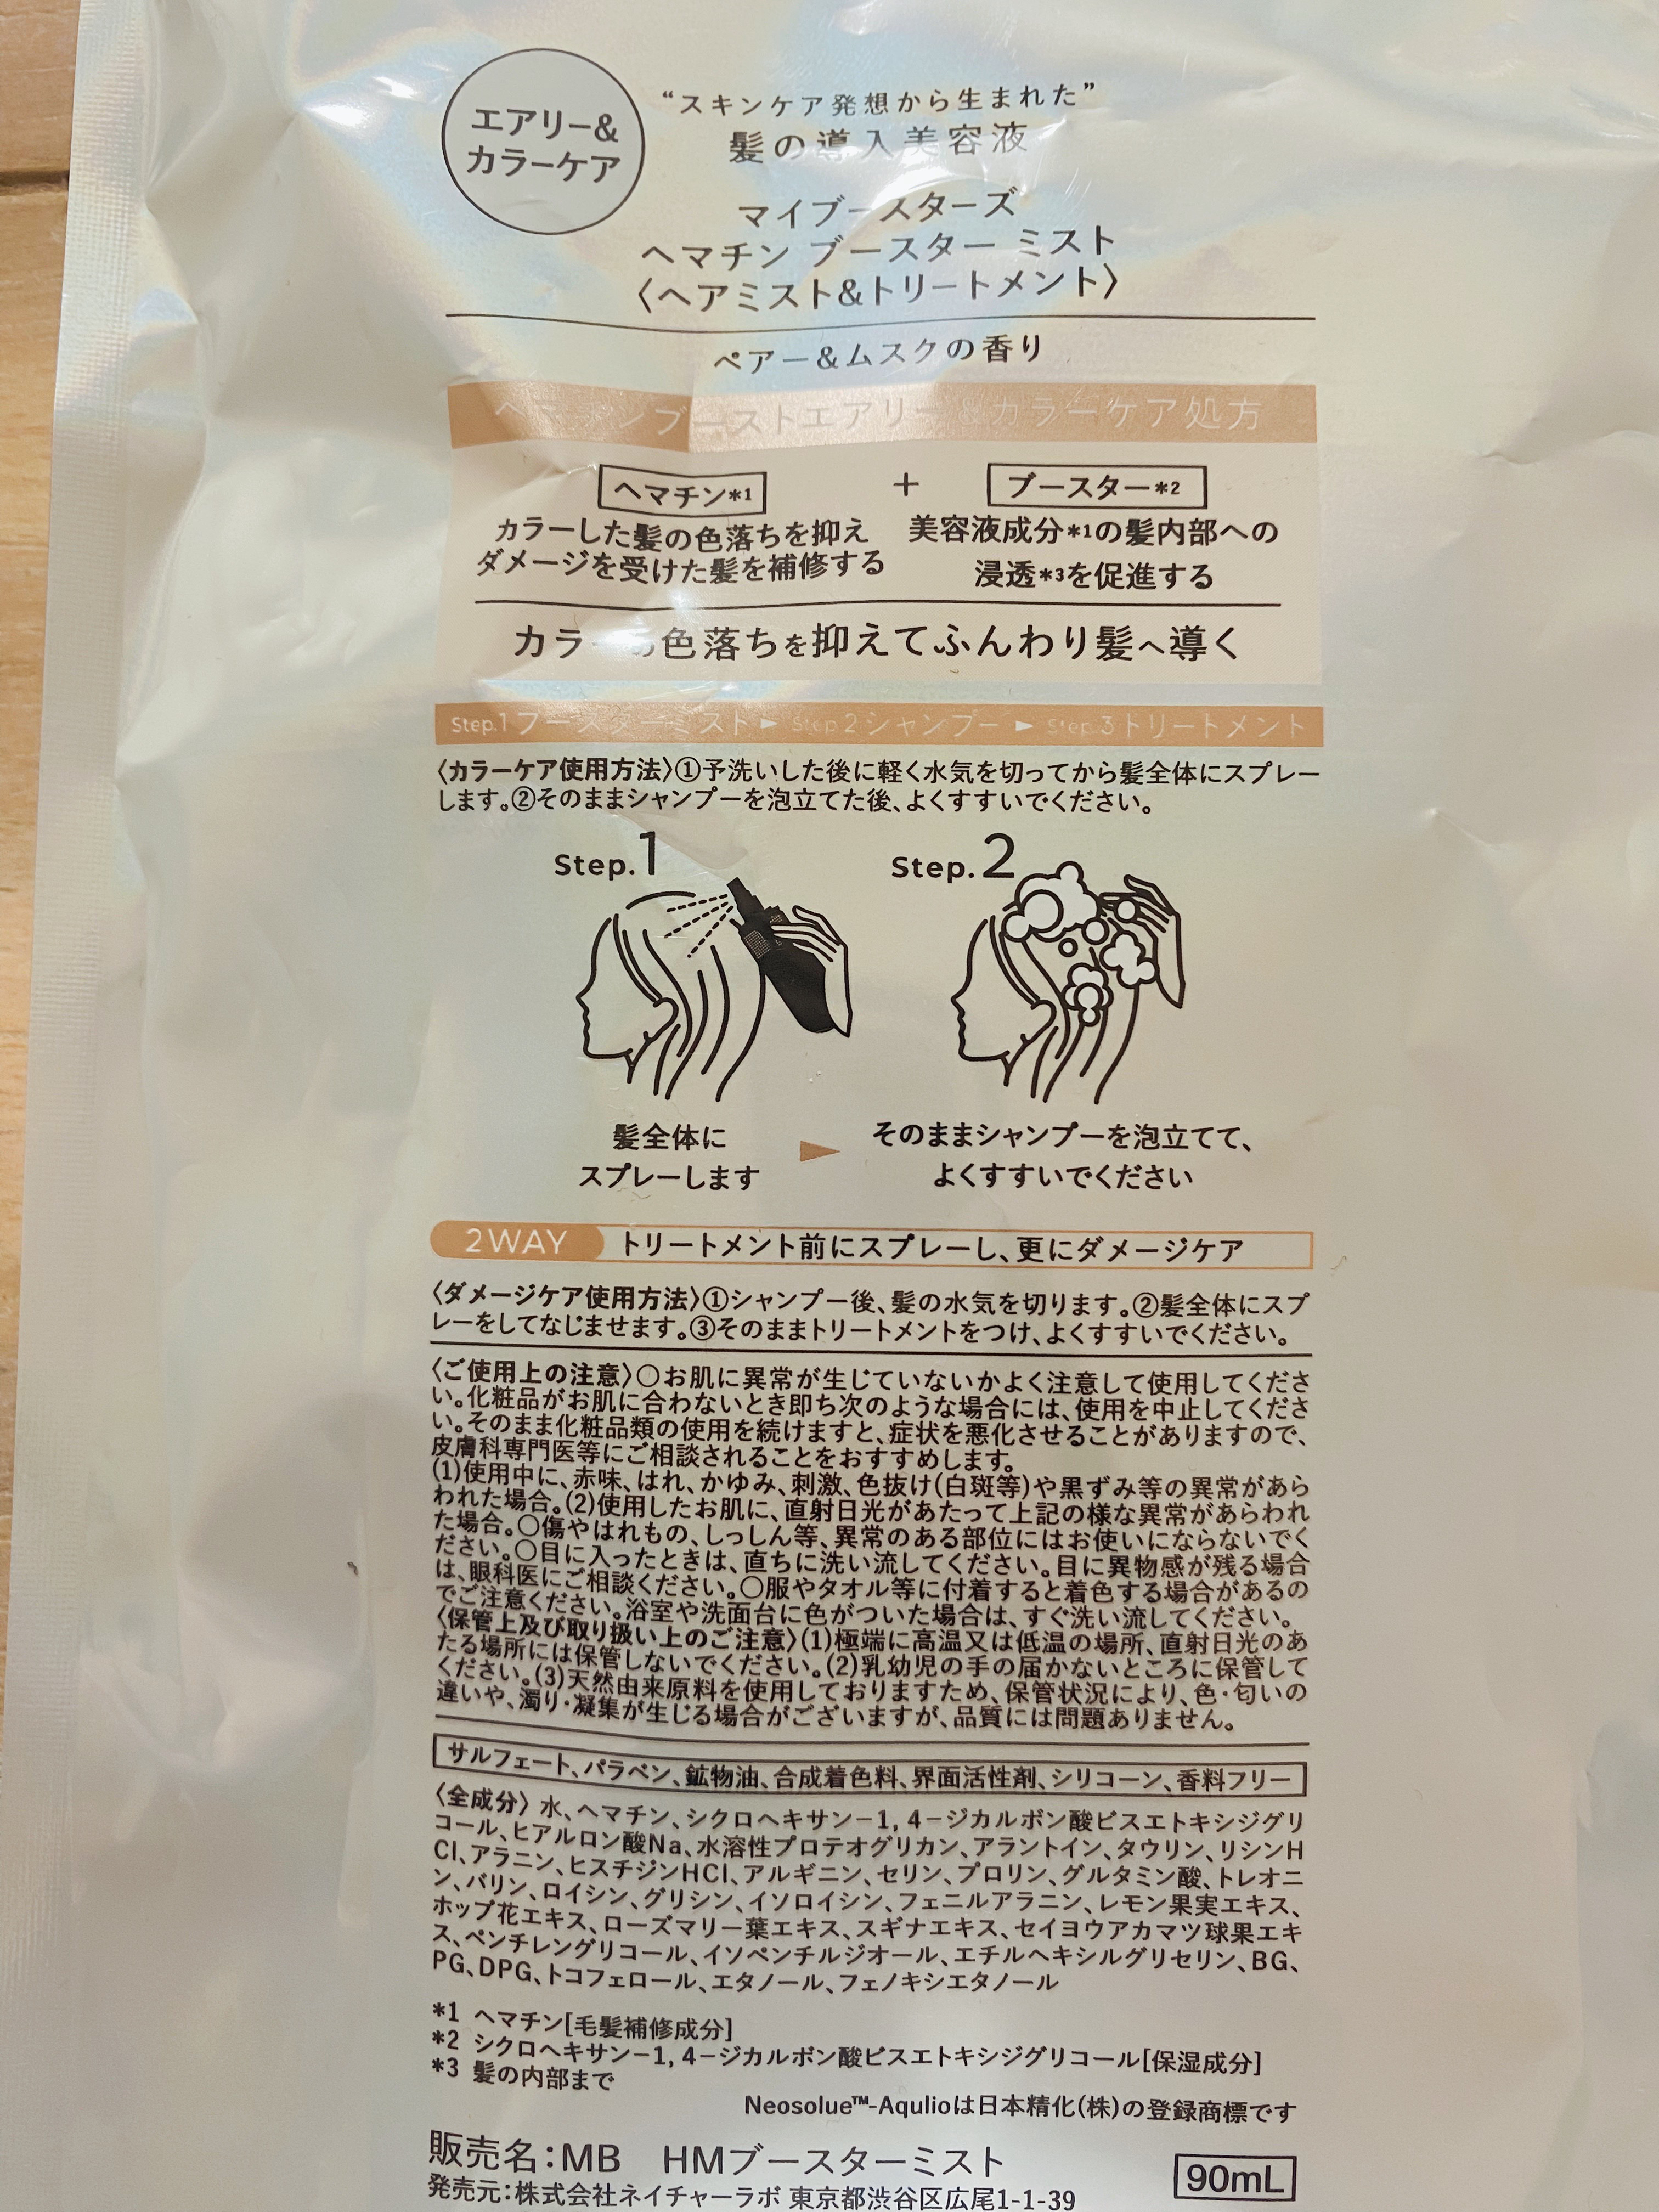 エアリー&
カラーケア
“スキンケア発想から生まれた”
髪の導入美容液
マイブースターズ
ヘマチン ブースター ミスト
〈ヘアミスト&トリートメント〉
ペアー&ムスクの香り
ヘマチンブーストエアリー&カラーケア処方
ヘマチン*1
カラーした髪の色落ちを抑え
ダメージを受けた髪を補修する
+
ブースター*2
美容液成分*1の髪内部への
浸透*3を促進する
カラーの色落ちを抑えてふんわり髪へ導く
Step.1ブースターミスト▶Step.2シャンプー▶Step.3トリートメント
〈カラーケア使用方法〉①予洗いした後に軽く水気を切ってから髪全体にスプレー
します。②そのままシャンプーを泡立てた後、よくすすいでください。
Step.1
Step.2
髪全体に
スプレーします
そのままシャンプーを泡立てて、
よくすすいでください
2WAY トリートメント前にスプレーし、更にダメージケア
〈ダメージケア使用方法〉①シャンプー後、髪の水気を切ります。②髪全体にスプ
レーをしてなじませます。③そのままトリートメントをつけ、よくすすいでください。
〈ご使用上の注意〉○お肌に異常が生じていないかよく注意して使用してくださ
い。化粧品がお肌に合わないとき即ち次のような場合には、使用を中止してくださ
い。そのまま化粧品類の使用を続けますと、症状を悪化させることがありますので、
皮膚科専門医等にご相談されることをおすすめします。
(1)使用中に、赤味、はれ、かゆみ、刺激、色抜け(白斑等)や黒ずみ等の異常があら
われた場合。(2)使用したお肌に、直射日光があたって上記の様な異常があらわれ
た場合。○傷やはれもの、しっしん等、異常のある部位にはお使いにならないでく
ださい。○目に入ったときは、直ちに洗い流してください。目に異物感が残る場合
は、眼科医にご相談ください。○服やタオル等に付着すると着色する場合があるの
でご注意ください。浴室や洗面台に色がついた場合は、すぐ洗い流してください。
〈保管上及び取り扱い上のご注意〉(1)極端に高温又は低温の場所、直射日光のあ
たる場所には保管しないでください。(2)乳幼児の手の届かないところに保管して
ください。(3)天然由来原料を使用しておりますため、保管状況により、色・匂いの
違いや、濁り・凝集が生じる場合がございますが、品質には問題ありません。
サルフェート、パラベン、鉱物油、合成着色料、界面活性剤、シリコーン、香料フリー
〈全成分〉水、ヘマチン、シクロヘキサン-1, 4-ジカルボン酸ビスエトキシジグリ
コール、ヒアルロン酸Na、水溶性プロテオグリカン、アラントイン、タウリン、リシンH
Cl、アラニン、ヒスチジンHCl、アルギニン、セリン、プロリン、グルタミン酸、トレオニ
ン、バリン、ロイシン、グリシン、イソロイシン、フェニルアラニン、レモン果実エキス、
ホップ花エキス、ローズマリー葉エキス、スギナエキス、セイヨウアカマツ球果エキ
ス、ペンチレングリコール、イソペンチルジオール、エチルヘキシルグリセリン、BG、
PG、DPG、トコフェロール、エタノール、フェノキシエタノール
*1 ヘマチン[毛髪補修成分]
*2 シクロヘキサン-1, 4-ジカルボン酸ビスエトキシジグリコール[保湿成分]
*3 髪の内部まで
Neosolue™-Aqulioは日本精化(株)の登録商標です
販売名:MB HMブースターミスト
90mL
発売元:株式会社ネイチャーラボ 東京都渋谷区広尾1-1-39